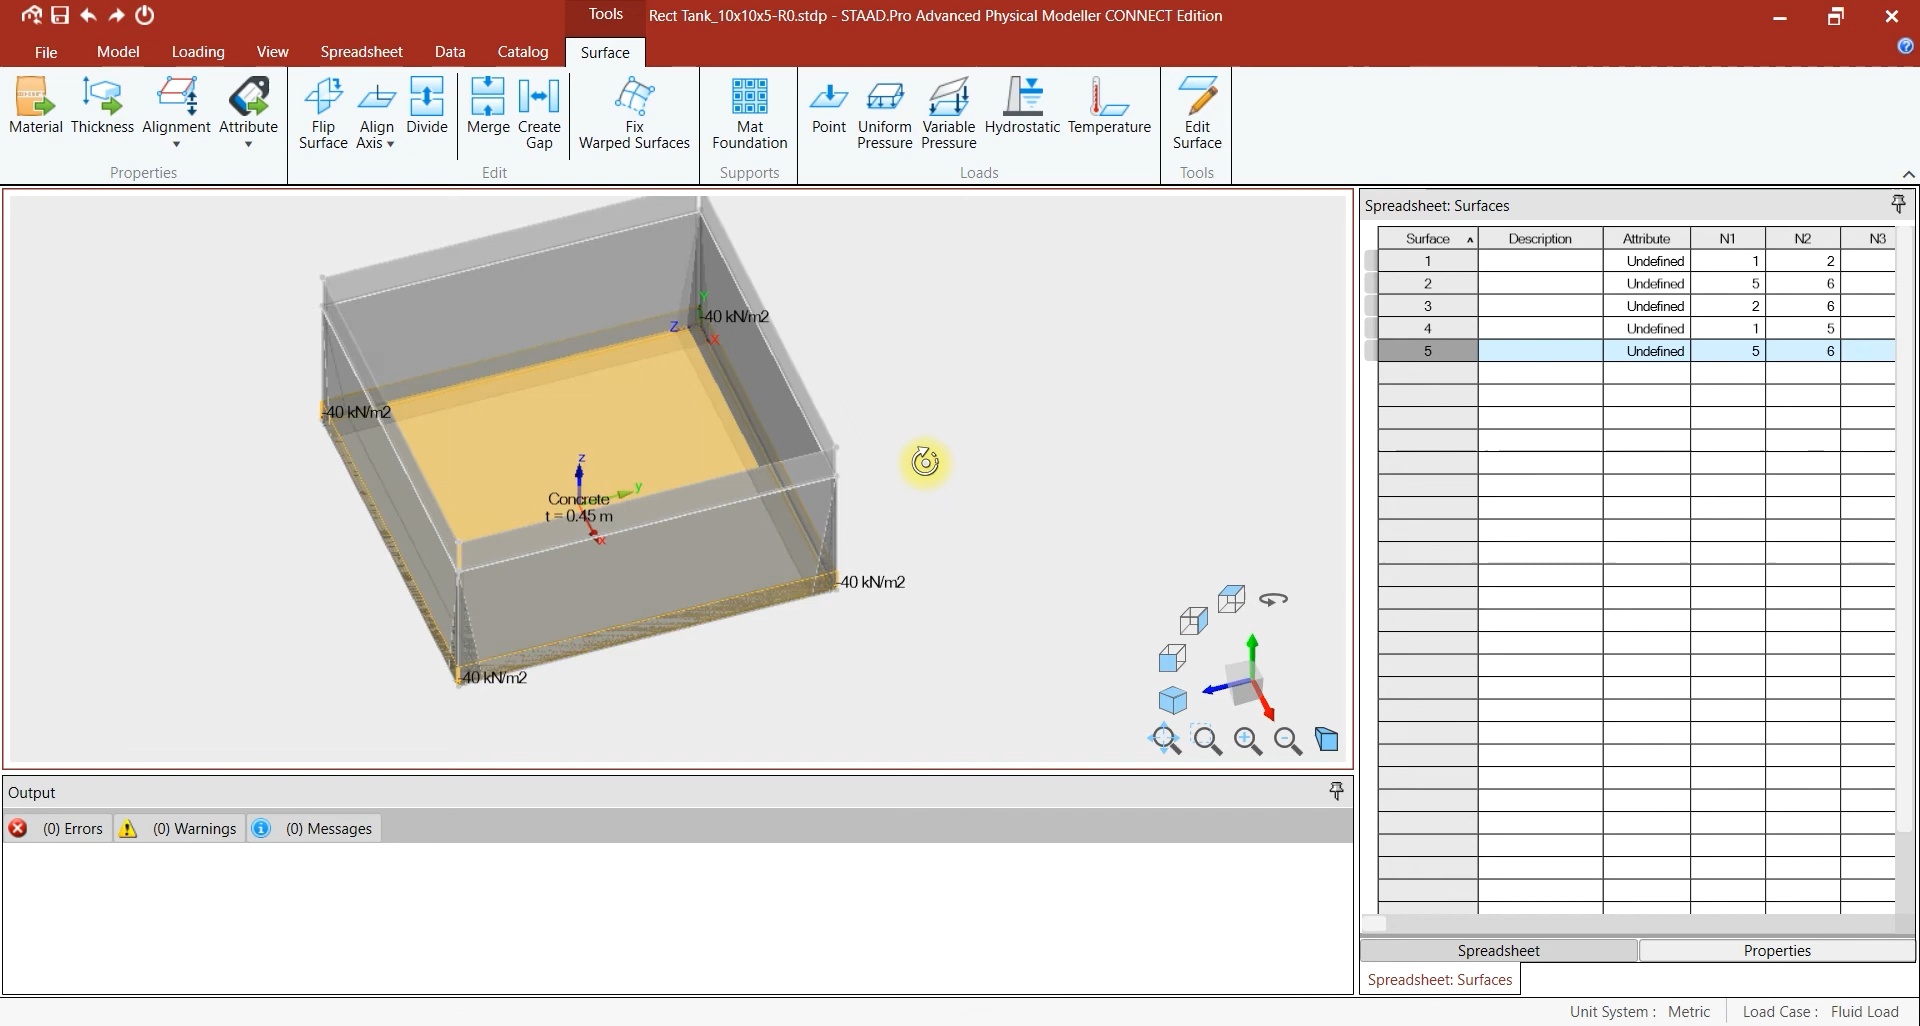 Tools
Rect Tank_10x10x5-R0.stdp - STAAD.Pro Advanced Physical Modeller CONNECT Edition
File Model Loading View Spreadsheet Data Catalog Surface
Material Thickness Alignment Attribute
Flip Surface
Align Axis
Divide
Merge
Create Gap
Fix Warped Surfaces
Mat Foundation
Point
Uniform Pressure
Variable Pressure
Hydrostatic
Temperature
Edit Surface
Properties Edit Supports Loads Tools
Spreadsheet: Surfaces
Surface Description Attribute N1 N2 N3
1 Undefined 1 2
2 Undefined 5 6
3 Undefined 2 6
4 Undefined 1 5
5 Undefined 5 6
Y
-40 kN/m2
Z
X
-40 kN/m2
z
y
Concrete
t = 0.45 m
x
-40 kN/m2
-40 kN/m2
Output
(0) Errors (0) Warnings (0) Messages
Spreadsheet Properties
Spreadsheet: Surfaces
Unit System : Metric Load Case : Fluid Load